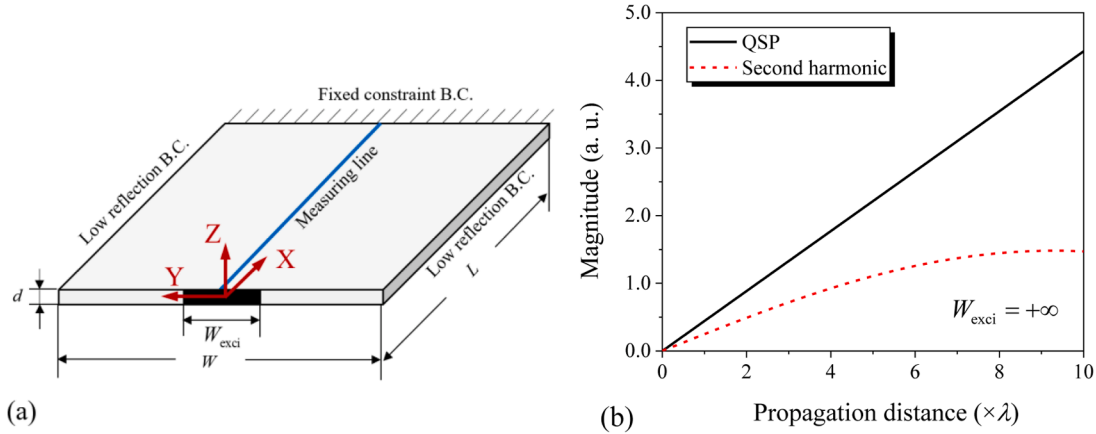 Fixed constraint B.C.
Low reflection B.C.
Measuring line
Low reflection B.C.
Z
X
Y
L
d
W_exci
W
(a)
5.0
4.0
3.0
2.0
1.0
0.0
Magnitude (a. u.)
QSP
Second harmonic
W_exci = +∞
0 2 4 6 8 10
Propagation distance (×λ)
(b)